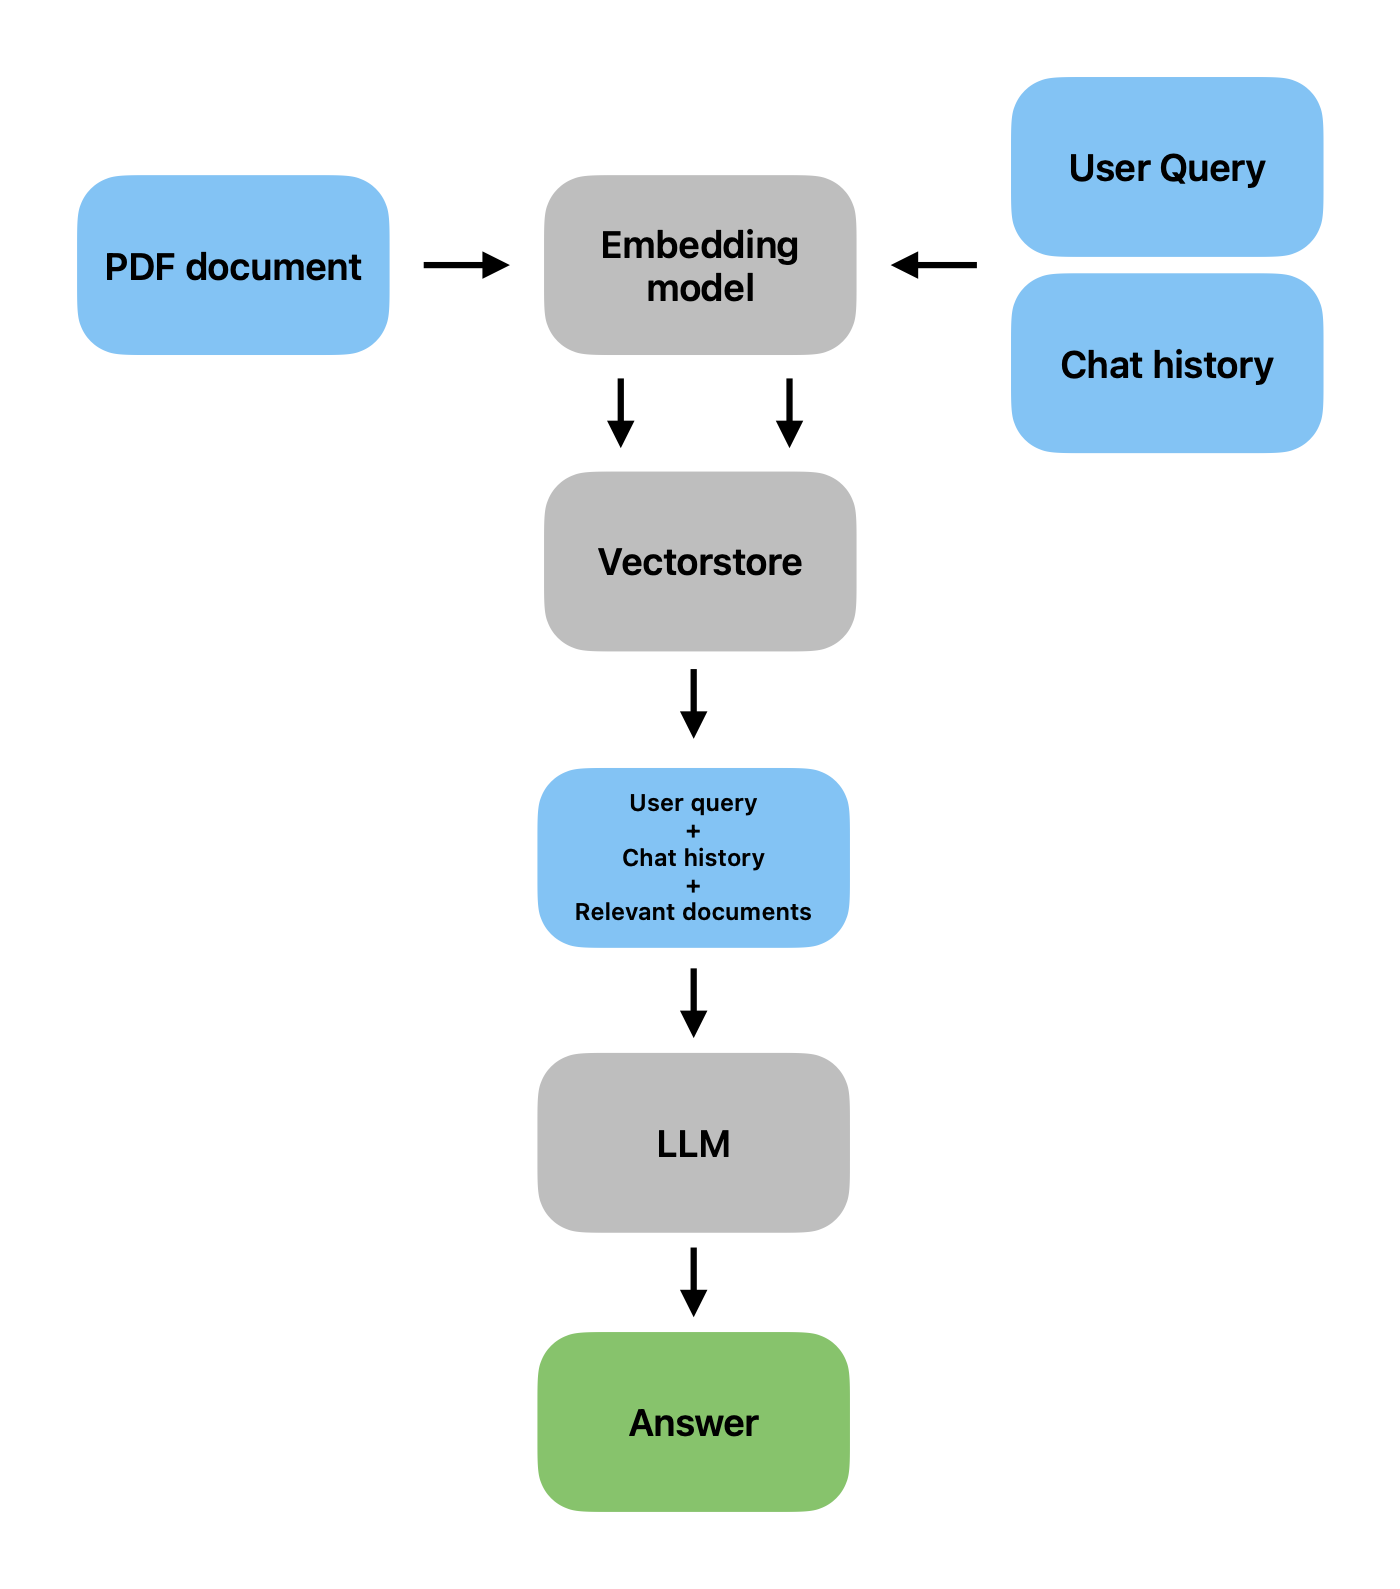 PDF document
Embedding
model
User Query
Chat history
Vectorstore
User query
+
Chat history
+
Relevant documents
LLM
Answer